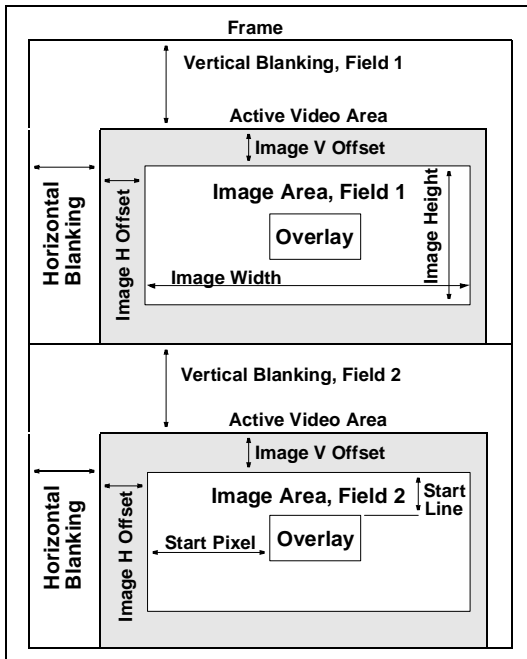 Frame
Vertical Blanking, Field 1
Active Video Area
Image V Offset
Horizontal
Blanking
Image H Offset
Image Area, Field 1
Image Height
Overlay
Image Width
Vertical Blanking, Field 2
Active Video Area
Image V Offset
Horizontal
Blanking
Image H Offset
Image Area, Field 2
Start
Line
Start Pixel
Overlay